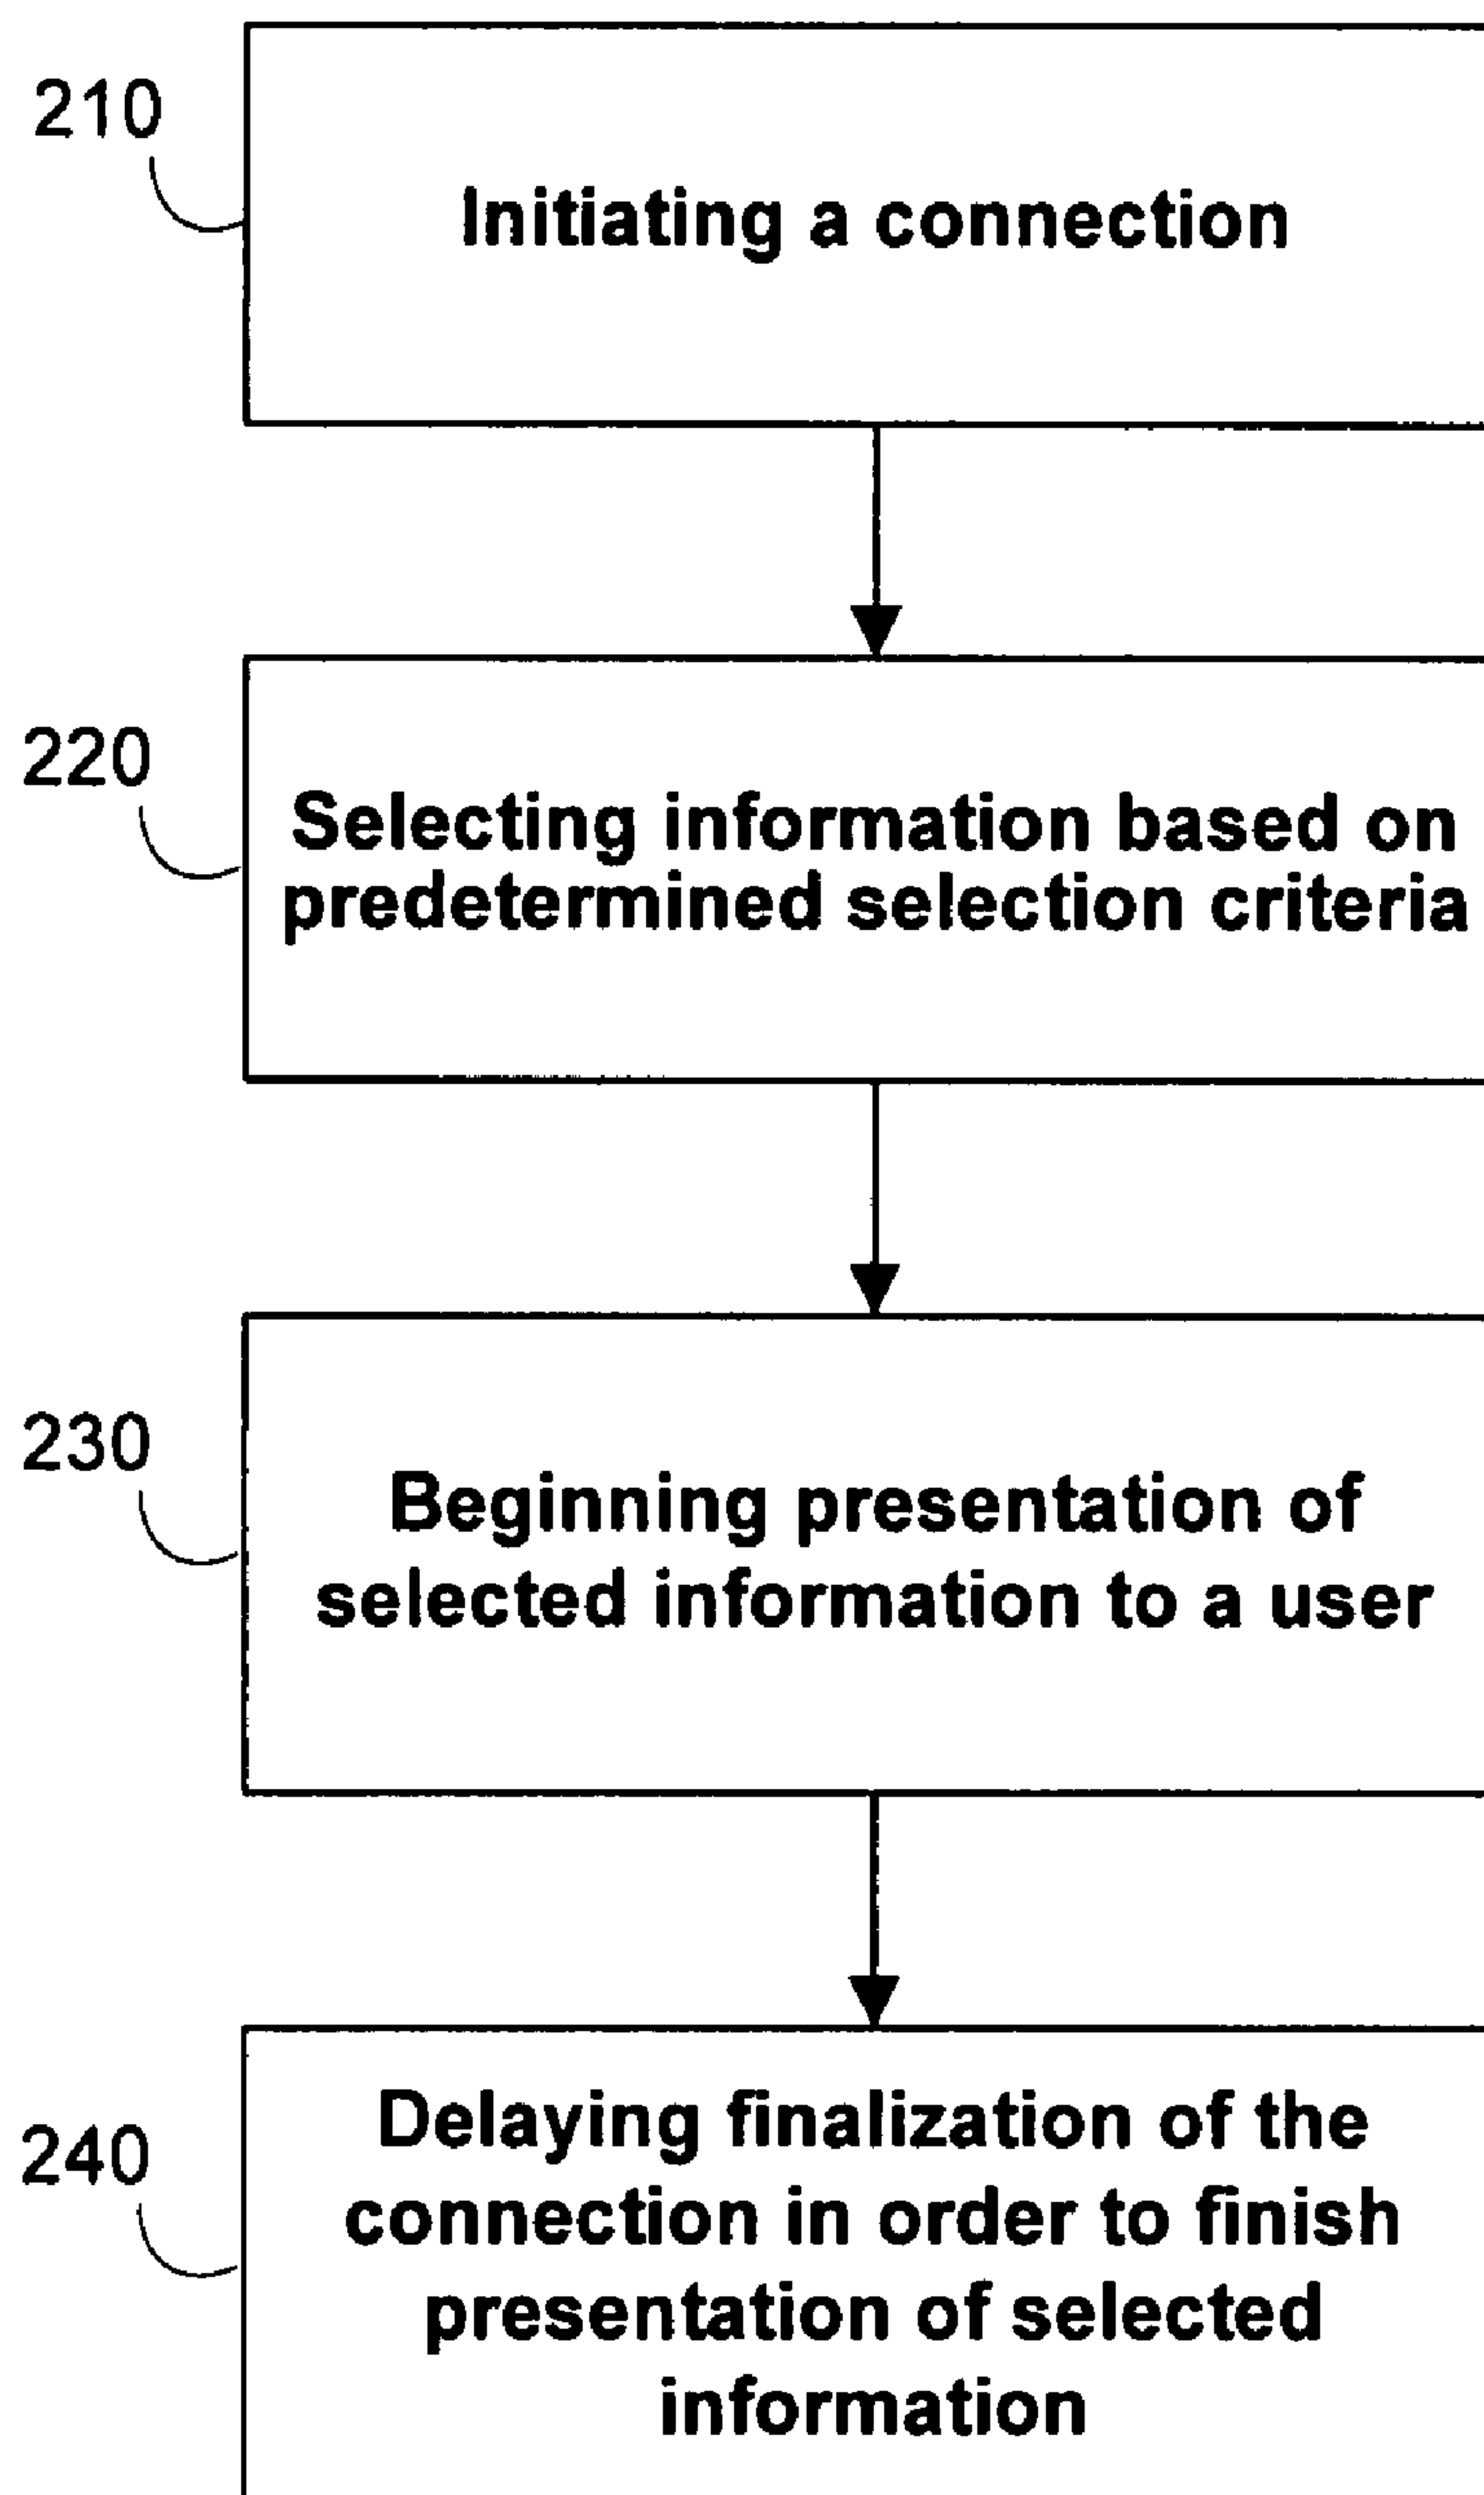 210
Initiating a connection
220
Selecting information based on
predetermined selection criteria
230
Beginning presentation of
selected information to a user
240
Delaying finalization of the
connection in order to finish
presentation of selected
information